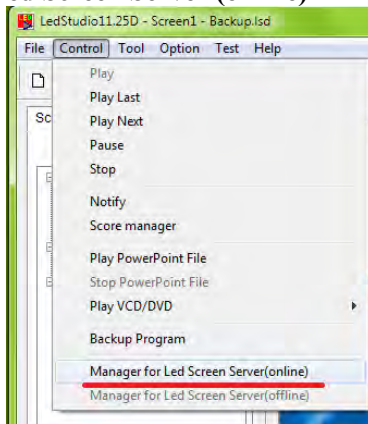 LedStudio11.25D - Screen1 - Backup.lsd
File Control Tool Option Test Help
Sc
Play
Play Last
Play Next
Pause
Stop
Notify
Score manager
Play PowerPoint File
Stop PowerPoint File
Play VCD/DVD
Backup Program
Manager for Led Screen Server(online)
Manager for Led Screen Server(offline)